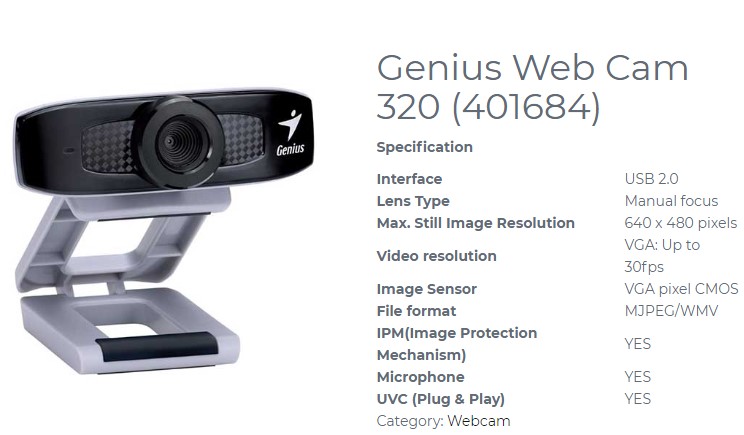 Genius
Genius Web Cam
320 (401684)
Specification
Interface USB 2.0
Lens Type Manual focus
Max. Still Image Resolution 640 x 480 pixels
Video resolution VGA: Up to
30fps
Image Sensor VGA pixel CMOS
File format MJPEG/WMV
IPM(Image Protection
Mechanism) YES
Microphone YES
UVC (Plug & Play) YES
Category: Webcam